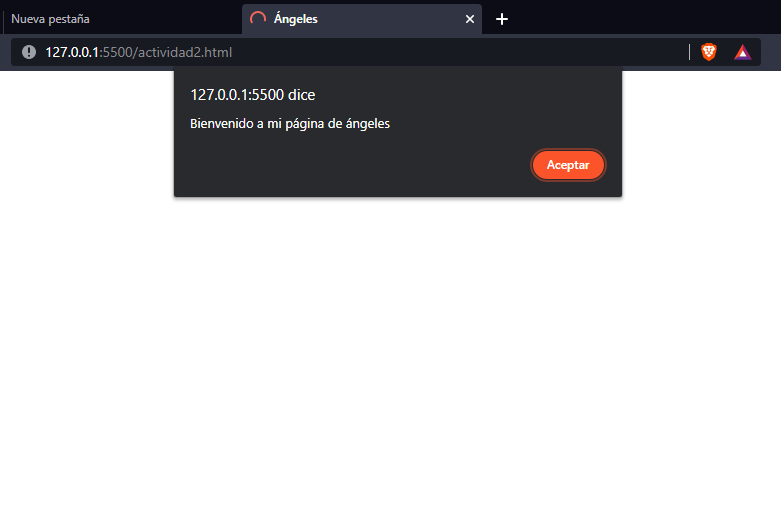 Nueva pestaña
Ángeles
127.0.0.1:5500/actividad2.html
127.0.0.1:5500 dice
Bienvenido a mi página de ángeles
Aceptar